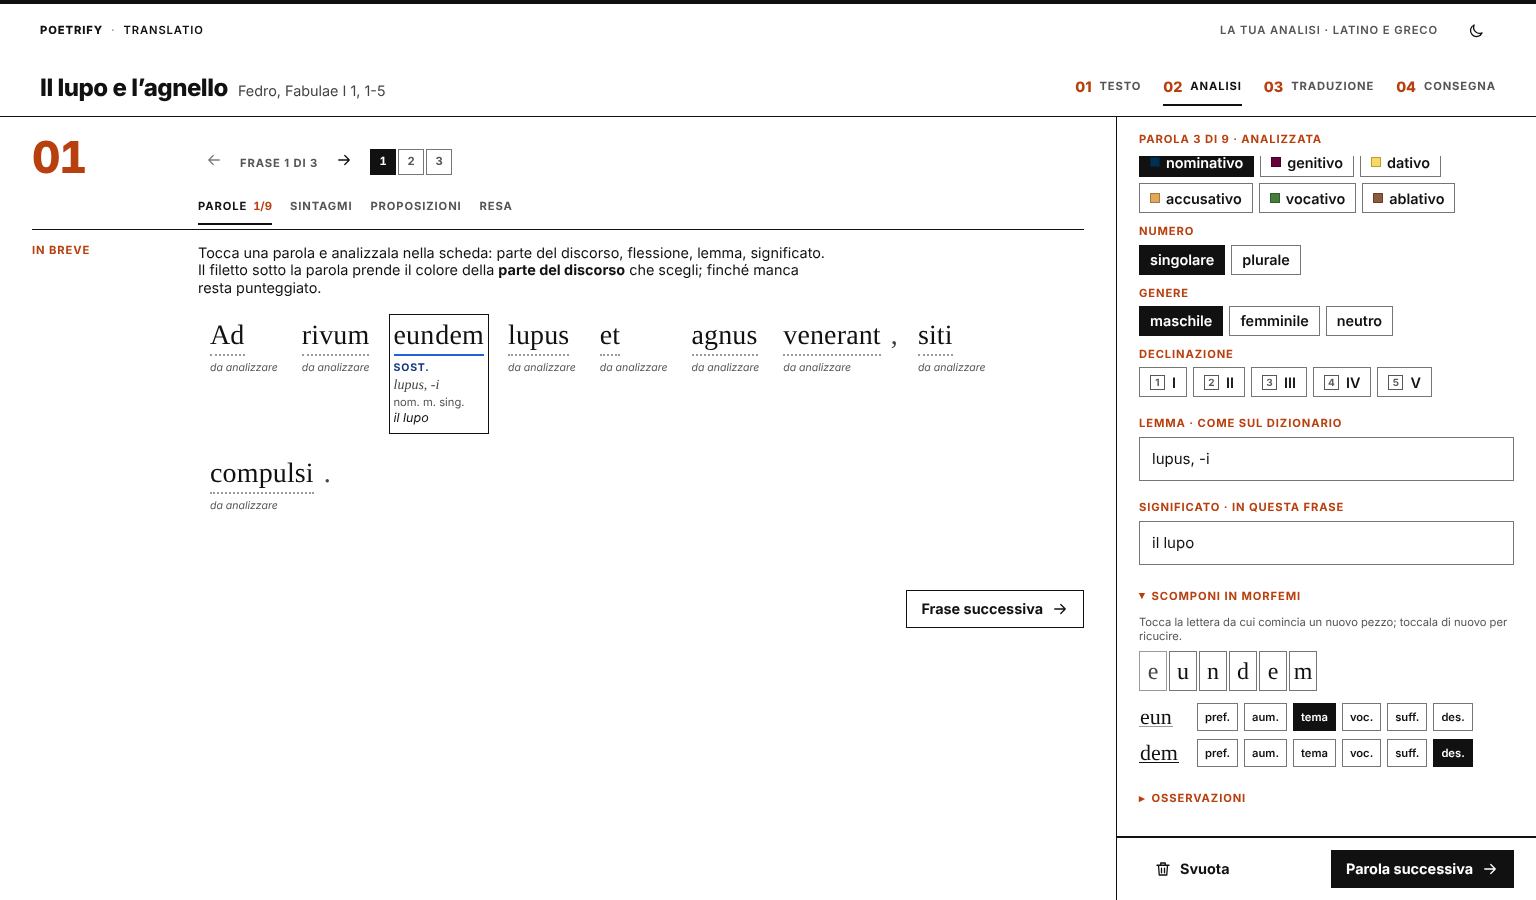 POETRIFY · TRANSLATIO
LA TUA ANALISI · LATINO E GRECO
Il lupo e l’agnello Fedro, Fabulae I 1, 1-5
01 TESTO 02 ANALISI 03 TRADUZIONE 04 CONSEGNA
01
← FRASE 1 DI 3 → 1 2 3
PAROLE 1/9 SINTAGMI PROPOSIZIONI RESA
IN BREVE
Tocca una parola e analizzala nella scheda: parte del discorso, flessione, lemma, significato.
Il filetto sotto la parola prende il colore della parte del discorso che scegli; finché manca
resta punteggiato.
Ad rivum eundem lupus et agnus venerant , siti
da analizzare da analizzare SOST. da analizzare da analizzare da analizzare da analizzare da analizzare
lupus, -i
nom. m. sing.
il lupo
compulsi .
da analizzare
Frase successiva →
PAROLA 3 DI 9 · ANALIZZATA
nominativo genitivo dativo
accusativo vocativo ablativo
NUMERO
singolare plurale
GENERE
maschile femminile neutro
DECLINAZIONE
1 I 2 II 3 III 4 IV 5 V
LEMMA · COME SUL DIZIONARIO
lupus, -i
SIGNIFICATO · IN QUESTA FRASE
il lupo
▾ SCOMPONI IN MORFEMI
Tocca la lettera da cui comincia un nuovo pezzo; toccala di nuovo per
ricucire.
e u n d e m
eun pref. aum. tema voc. suff. des.
dem pref. aum. tema voc. suff. des.
▸ OSSERVAZIONI
Svuota Parola successiva →